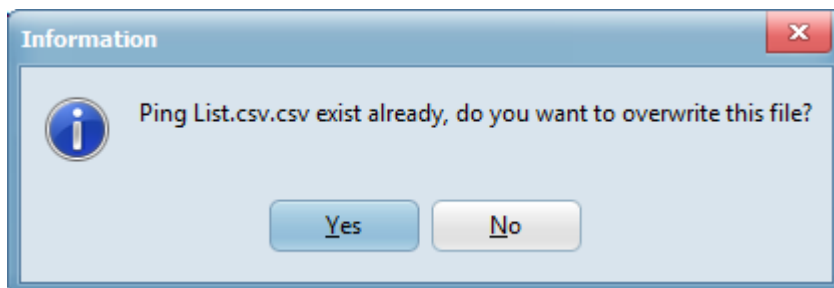 Information
Ping List.csv.csv exist already, do you want to overwrite this file?
Yes
No